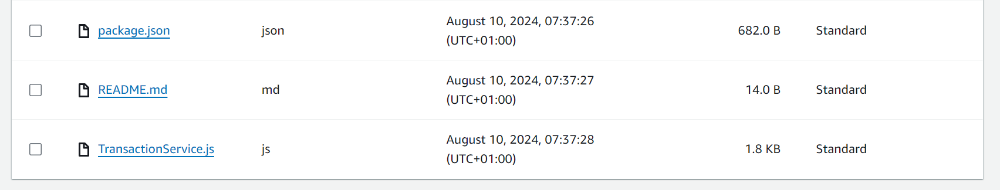 package.json json August 10, 2024, 07:37:26 (UTC+01:00) 682.0 B Standard
README.md md August 10, 2024, 07:37:27 (UTC+01:00) 14.0 B Standard
TransactionService.js js August 10, 2024, 07:37:28 (UTC+01:00) 1.8 KB Standard